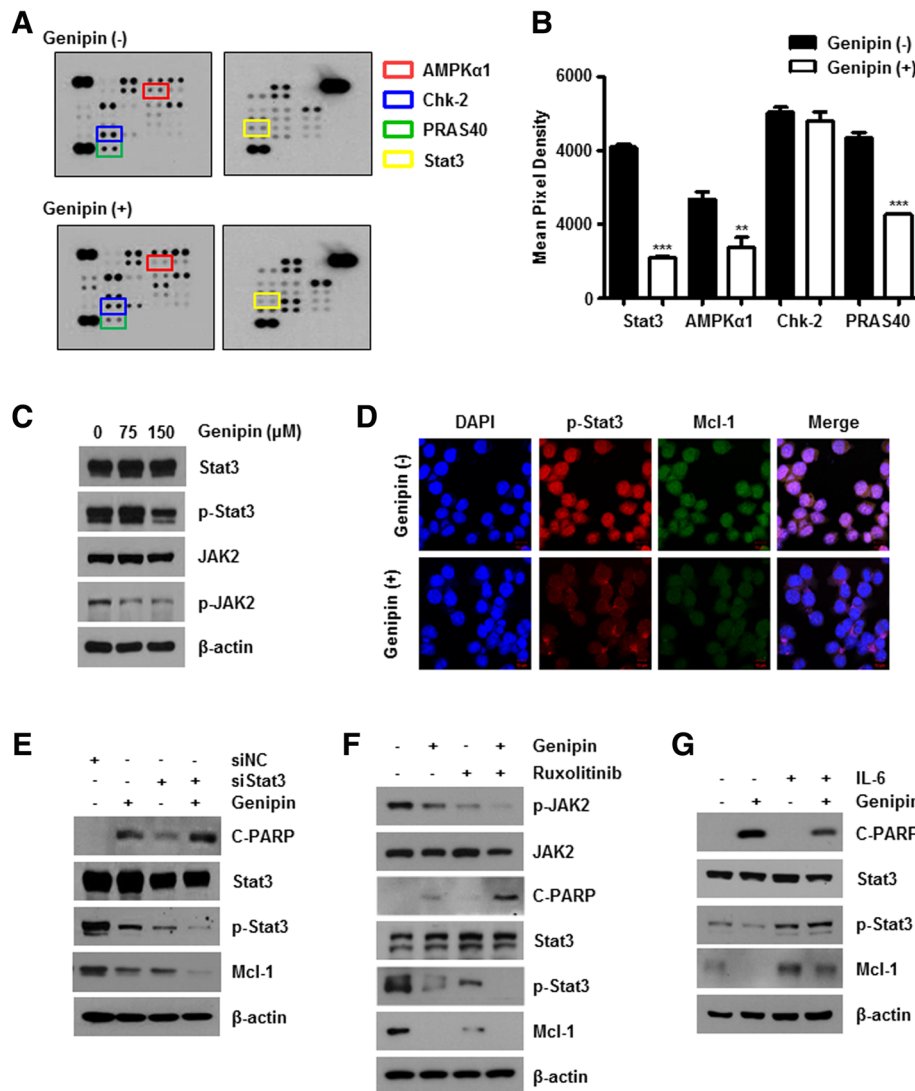 A
Genipin (-)
Genipin (+)
AMPKα1
Chk-2
PRAS40
Stat3
B
Genipin (-)
Genipin (+)
Mean Pixel Density
6000
4000
4000
0
***
**
***
Stat3 AMPKα1 Chk-2 PRAS40
C
0 75 150 Genipin (μM)
Stat3
p-Stat3
JAK2
p-JAK2
β-actin
D
DAPI p-Stat3 Mcl-1 Merge
Genipin (-)
Genipin (+)
E
+ - - - siNC
- - + + siStat3
- + - + Genipin
C-PARP
Stat3
p-Stat3
Mcl-1
β-actin
F
- + - + Genipin
- - + + Ruxolitinib
p-JAK2
JAK2
C-PARP
Stat3
p-Stat3
Mcl-1
β-actin
G
- - + + IL-6
- + - + Genipin
C-PARP
Stat3
p-Stat3
Mcl-1
β-actin